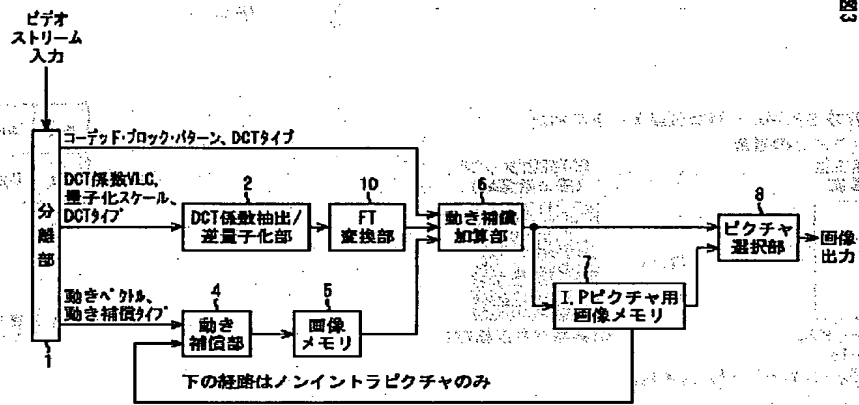 図3
ビデオ
ストリーム
入力
コーデッド・ブロック・パターン、DCTタイプ
DCT係数VLC,
量子化スケール、
DCTタイプ
分離部
1
2
DCT係数抽出/
逆量子化部
10
FT
変換部
6
動き補償
加算部
8
ピクチャ
選択部
画像
出力
動きベクトル、
動き補償タイプ
4
動き
補償部
5
画像
メモリ
7
I,Pピクチャ用
画像メモリ
下の経路はノンイントラピクチャのみ